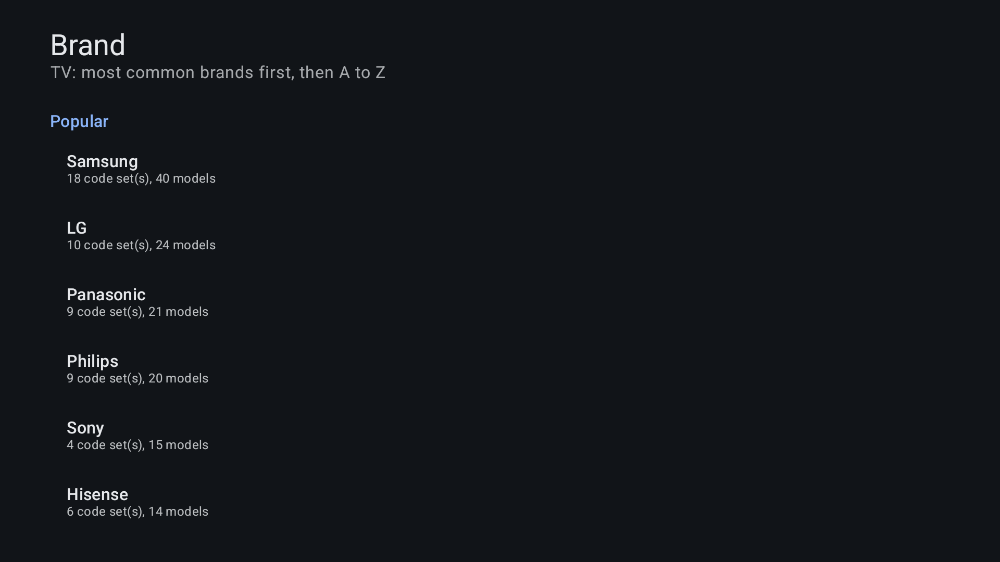 Brand
TV: most common brands first, then A to Z
Popular
Samsung
18 code set(s), 40 models
LG
10 code set(s), 24 models
Panasonic
9 code set(s), 21 models
Philips
9 code set(s), 20 models
Sony
4 code set(s), 15 models
Hisense
6 code set(s), 14 models